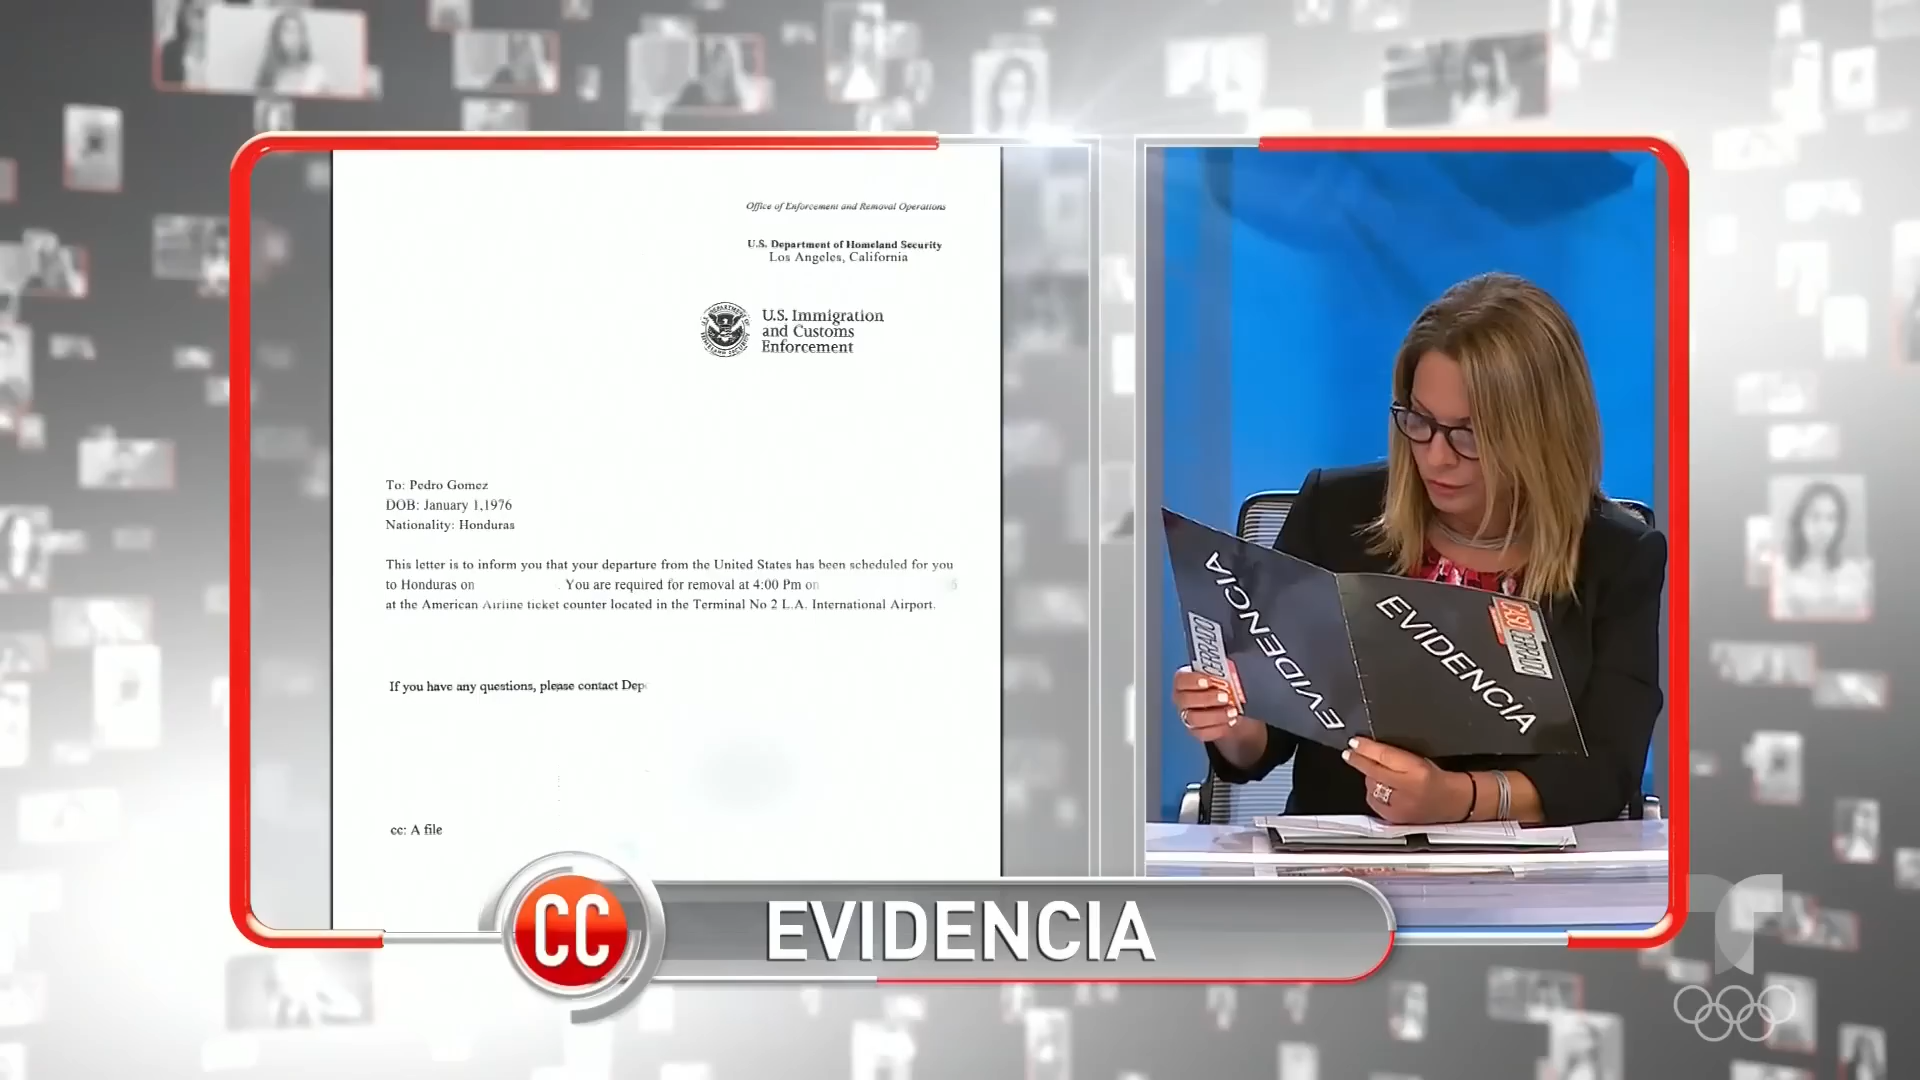 Office of Enforcement and Removal Operations
U.S. Department of Homeland Security
Los Angeles, California
U.S. Immigration
and Customs
Enforcement
To: Pedro Gomez
DOB: January 1,1976
Nationality: Honduras
This letter is to inform you that your departure from the United States has been scheduled for you
to Honduras on . You are required for removal at 4:00 Pm on
at the American Airline ticket counter located in the Terminal No 2 L.A. International Airport.
If you have any questions, please contact Dep
cc: A file
EVIDENCIA
CERRADO
EVIDENCIA
CASO
CERRADO
CC
EVIDENCIA